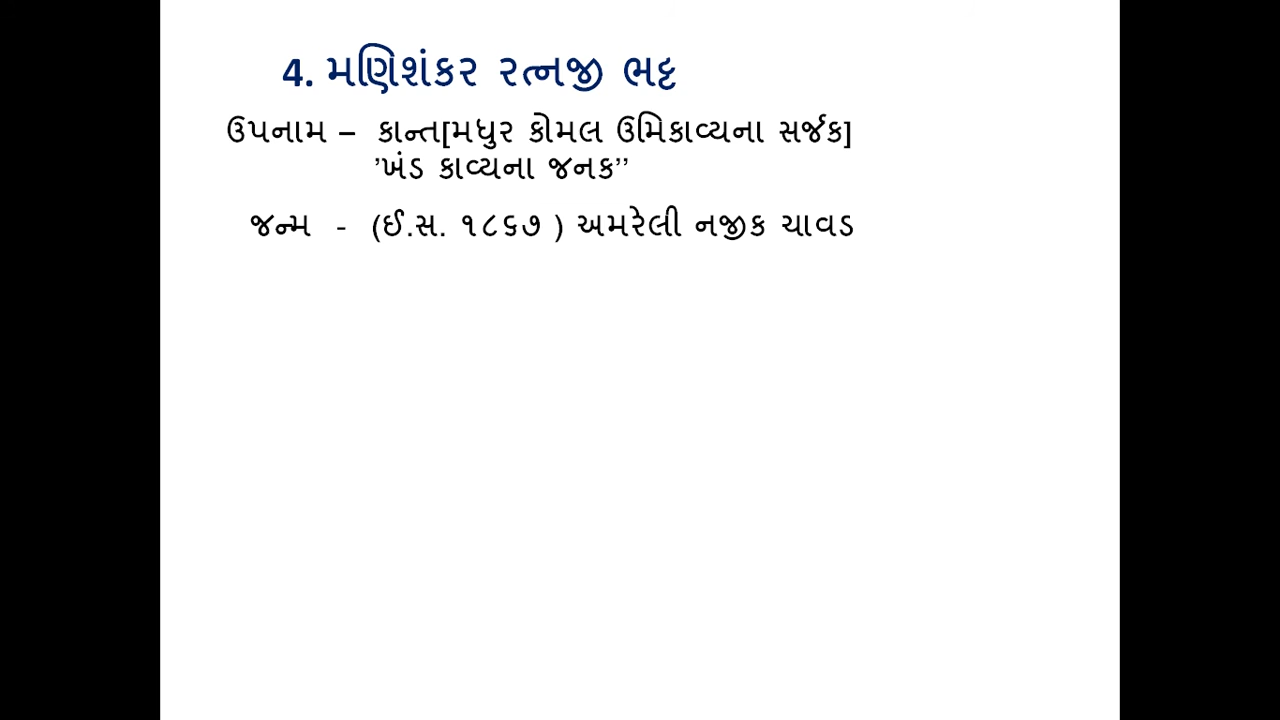 4. મણિશંકર રત્નજી ભટ્ટ
ઉપનામ – કાન્ત[મધુર કોમલ ઉમિકાવ્યના સર્જક]
’ખંડ કાવ્યના જનક’’
જન્મ - (ઈ.સ. ૧૮૬૭ ) અમરેલી નજીક ચાવડ